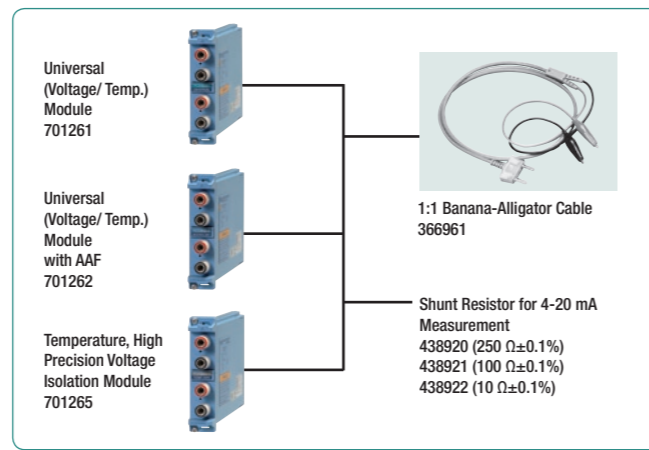 Universal
(Voltage/ Temp.)
Module
701261
Universal
(Voltage/ Temp.)
Module
with AAF
701262
Temperature, High
Precision Voltage
Isolation Module
701265
1:1 Banana-Alligator Cable
366961
Shunt Resistor for 4-20 mA
Measurement
438920 (250 Ω±0.1%)
438921 (100 Ω±0.1%)
438922 (10 Ω±0.1%)